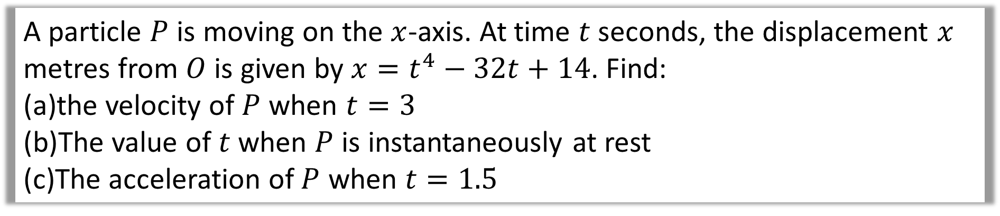 A particle P is moving on the x-axis. At time t seconds, the displacement x
metres from O is given by x = t⁴ − 32t + 14. Find:
(a)the velocity of P when t = 3
(b)The value of t when P is instantaneously at rest
(c)The acceleration of P when t = 1.5